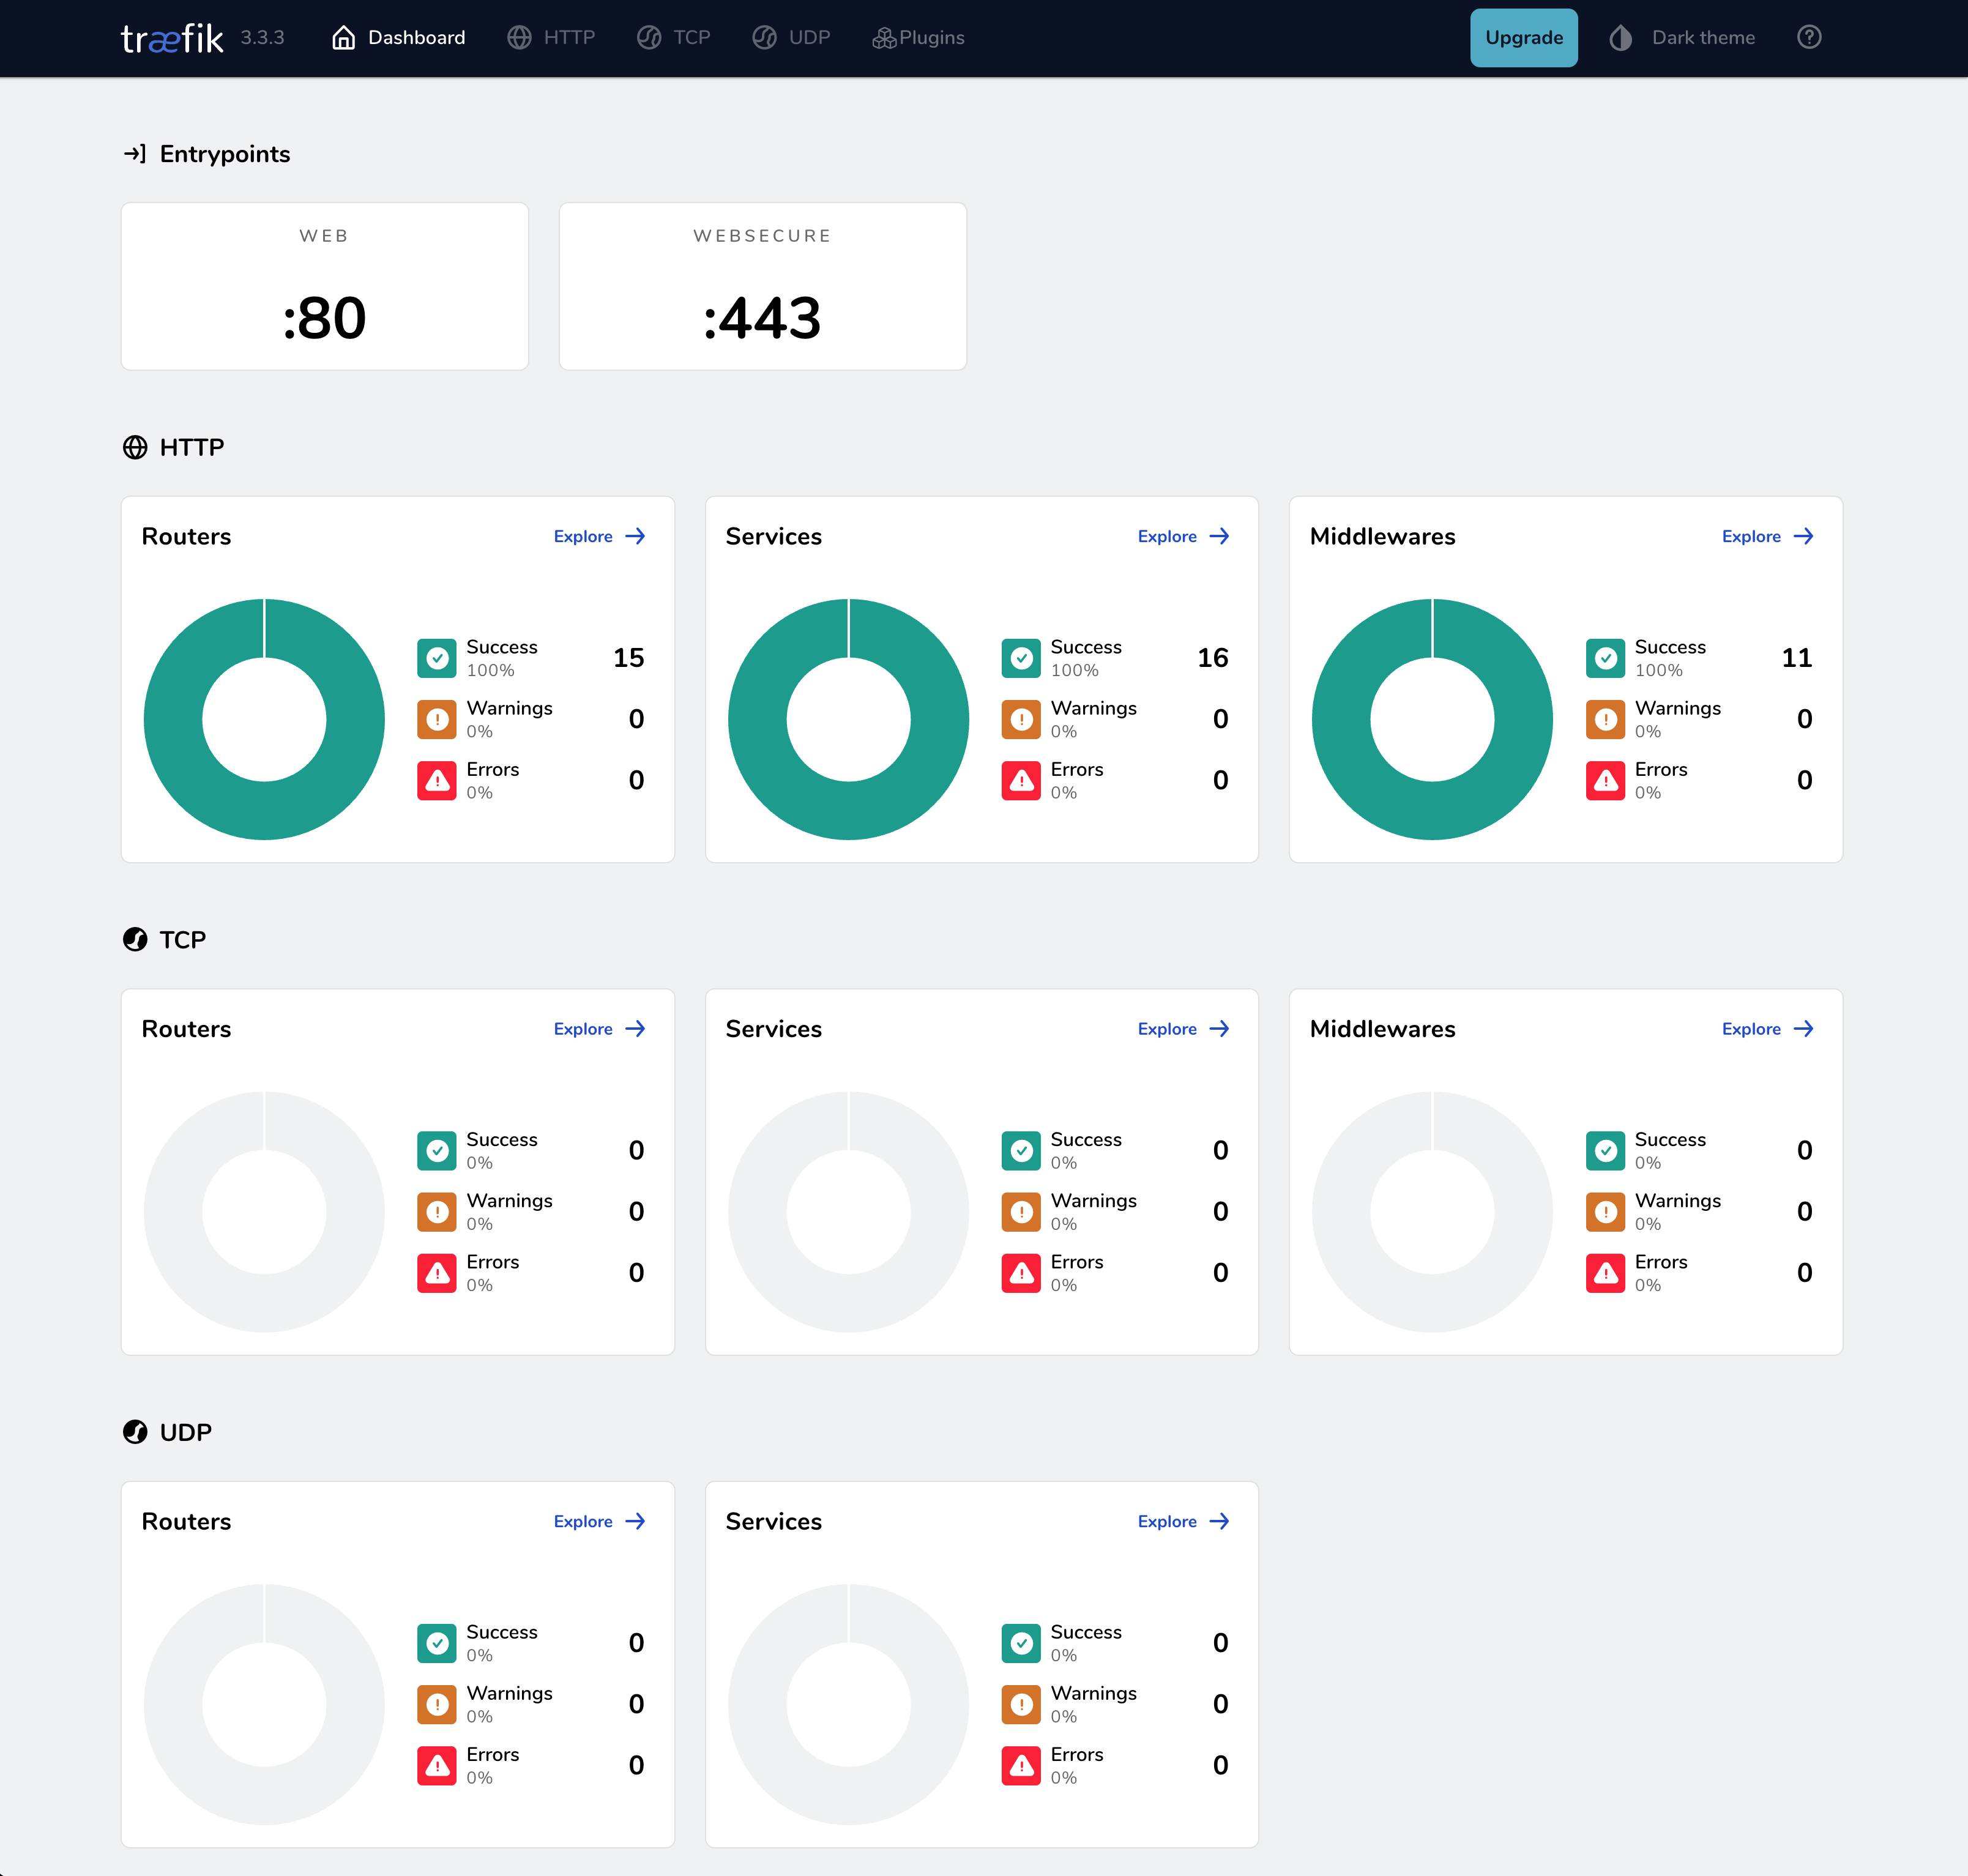 træfik 3.3.3 Dashboard HTTP TCP UDP Plugins Upgrade Dark theme
Entrypoints
WEB
:80
WEBSECURE
:443
HTTP
Routers Explore
Success 15
100%
Warnings 0
0%
Errors 0
0%
Services Explore
Success 16
100%
Warnings 0
0%
Errors 0
0%
Middlewares Explore
Success 11
100%
Warnings 0
0%
Errors 0
0%
TCP
Routers Explore
Success 0
0%
Warnings 0
0%
Errors 0
0%
Services Explore
Success 0
0%
Warnings 0
0%
Errors 0
0%
Middlewares Explore
Success 0
0%
Warnings 0
0%
Errors 0
0%
UDP
Routers Explore
Success 0
0%
Warnings 0
0%
Errors 0
0%
Services Explore
Success 0
0%
Warnings 0
0%
Errors 0
0%